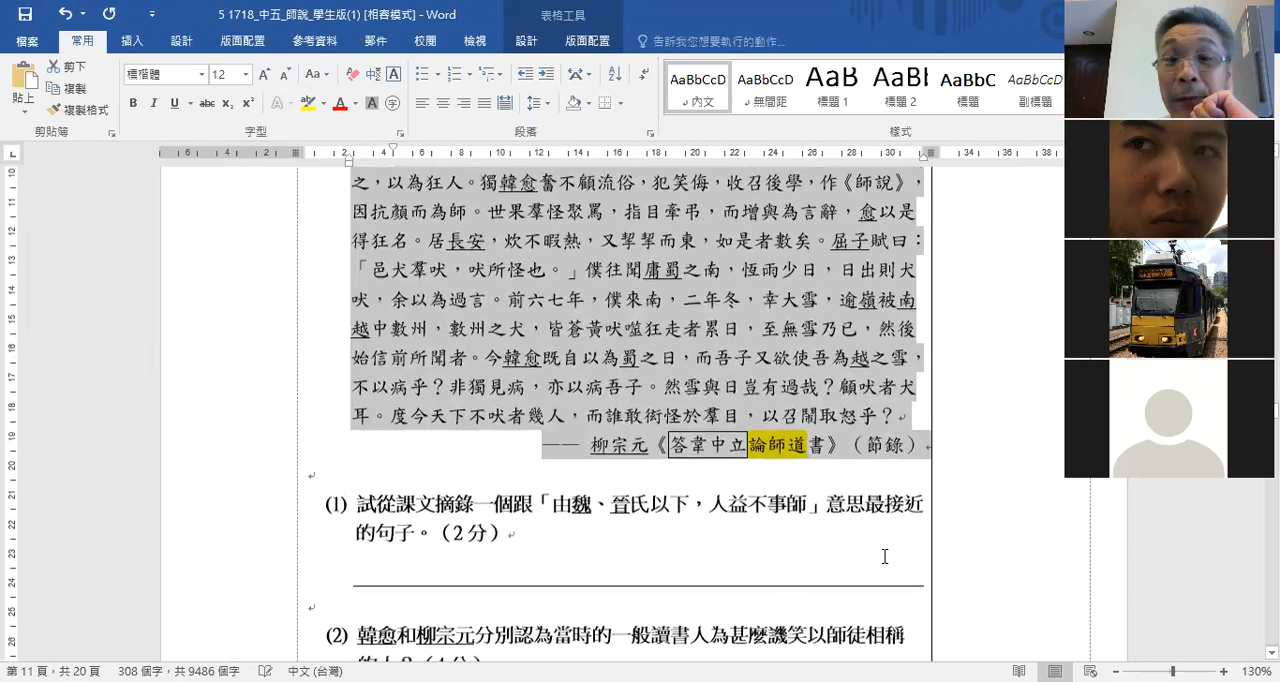 5 1718_中五_師說_學生版(1) [相容模式] - Word
表格工具
檔案 常用 插入 設計 版面配置 參考資料 郵件 校閱 檢視 設計 版面配置 告訴我您想要執行的動作...
貼上 剪下 複製 複製格式
標楷體 12
AaBbCcD AaBbCcD AaB AaBb AaBbC AaBbCcD
內文 無間距 標題 1 標題 2 標題 副標題
剪貼簿 字型 段落 樣式
之，以為狂人。獨韓愈奮不顧流俗，犯笑侮，收召後學，作《師說》，
因抗顏而為師。世果羣怪聚罵，指目牽弔，而增與為言辭，愈以是
得狂名。居長安，炊不暇熱，又挈挈而東，如是者數矣。屈子賦曰：
「邑犬羣吠，吠所怪也。」僕往聞庸蜀之南，恆雨少日，日出則犬
吠，余以為過言。前六七年，僕來南，二年冬，幸大雪，逾嶺被南
越中數州，數州之犬，皆蒼黃吠噬狂走者累日，至無雪乃已，然後
始信前所聞者。今韓愈既自以為蜀之日，而吾子又欲使吾為越之雪，
不以病乎？非獨見病，亦以病吾子。然雪與日豈有過哉？顧吠者犬
耳。度今天下不吠者幾人，而誰敢衒怪於羣目，以召鬧取怒乎？
—— 柳宗元《答韋中立論師道書》（節錄）
(1) 試從課文摘錄一個跟「由魏、晉氏以下，人益不事師」意思最接近
的句子。（2 分）
(2) 韓愈和柳宗元分別認為當時的一般讀書人為甚麼譏笑以師徒相稱
第 11 頁，共 20 頁 308 個字，共 9486 個字 中文 (台灣) 130%